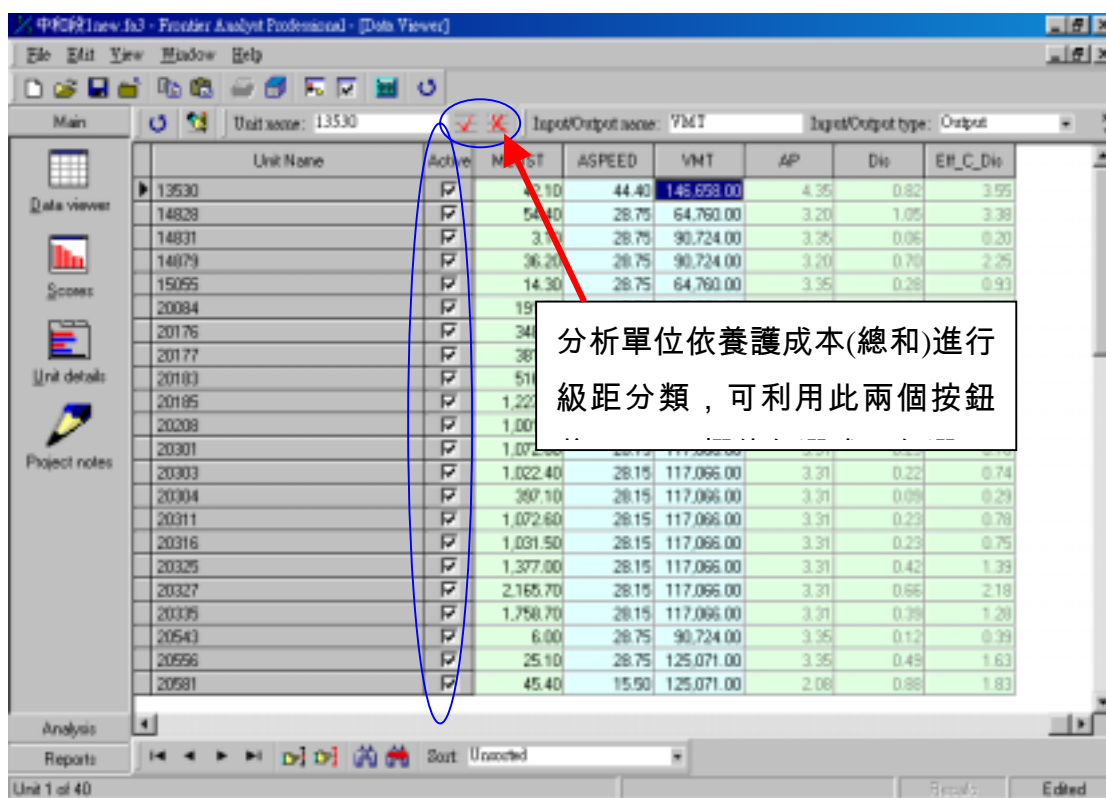 中和段1new.fa3 - Frontier Analyst Professional - [Data Viewer]
File Edit View Window Help
Main
Unit name: 13530
Input/Output name: VMT
Input/Output type: Output
Unit Name Active ASPEED VMT AP Dis Eff_C_Dis
13530 44.40 146,658.00 4.35 0.82 3.55
14828 28.75 64,760.00 3.20 1.05 3.38
14831 28.75 90,724.00 3.35 0.06 0.20
14879 36.20 28.75 90,724.00 3.20 0.70 2.25
15055 14.30 28.75 64,760.00 3.35 0.28 0.93
20084
20176
20177
20183
20185
20208
20301
20303 1,022.40 28.15 117,066.00 3.31 0.22 0.74
20304 397.10 28.15 117,066.00 3.31 0.09 0.29
20311 1,072.60 28.15 117,066.00 3.31 0.23 0.78
20316 1,031.50 28.15 117,066.00 3.31 0.23 0.75
20325 1,377.00 28.15 117,066.00 3.31 0.42 1.39
20327 2,165.70 28.15 117,066.00 3.31 0.66 2.18
20335 1,758.70 28.15 117,066.00 3.31 0.39 1.28
20543 6.00 28.75 90,724.00 3.35 0.12 0.39
20556 25.10 28.75 125,071.00 3.35 0.49 1.63
20581 45.40 15.50 125,071.00 2.08 0.88 1.83
分析單位依養護成本(總和)進行
級距分類，可利用此兩個按鈕
Data viewer
Scores
Unit details
Project notes
Analysis
Reports
Sort: Unsorted
Unit 1 of 40
Recalc
Edited